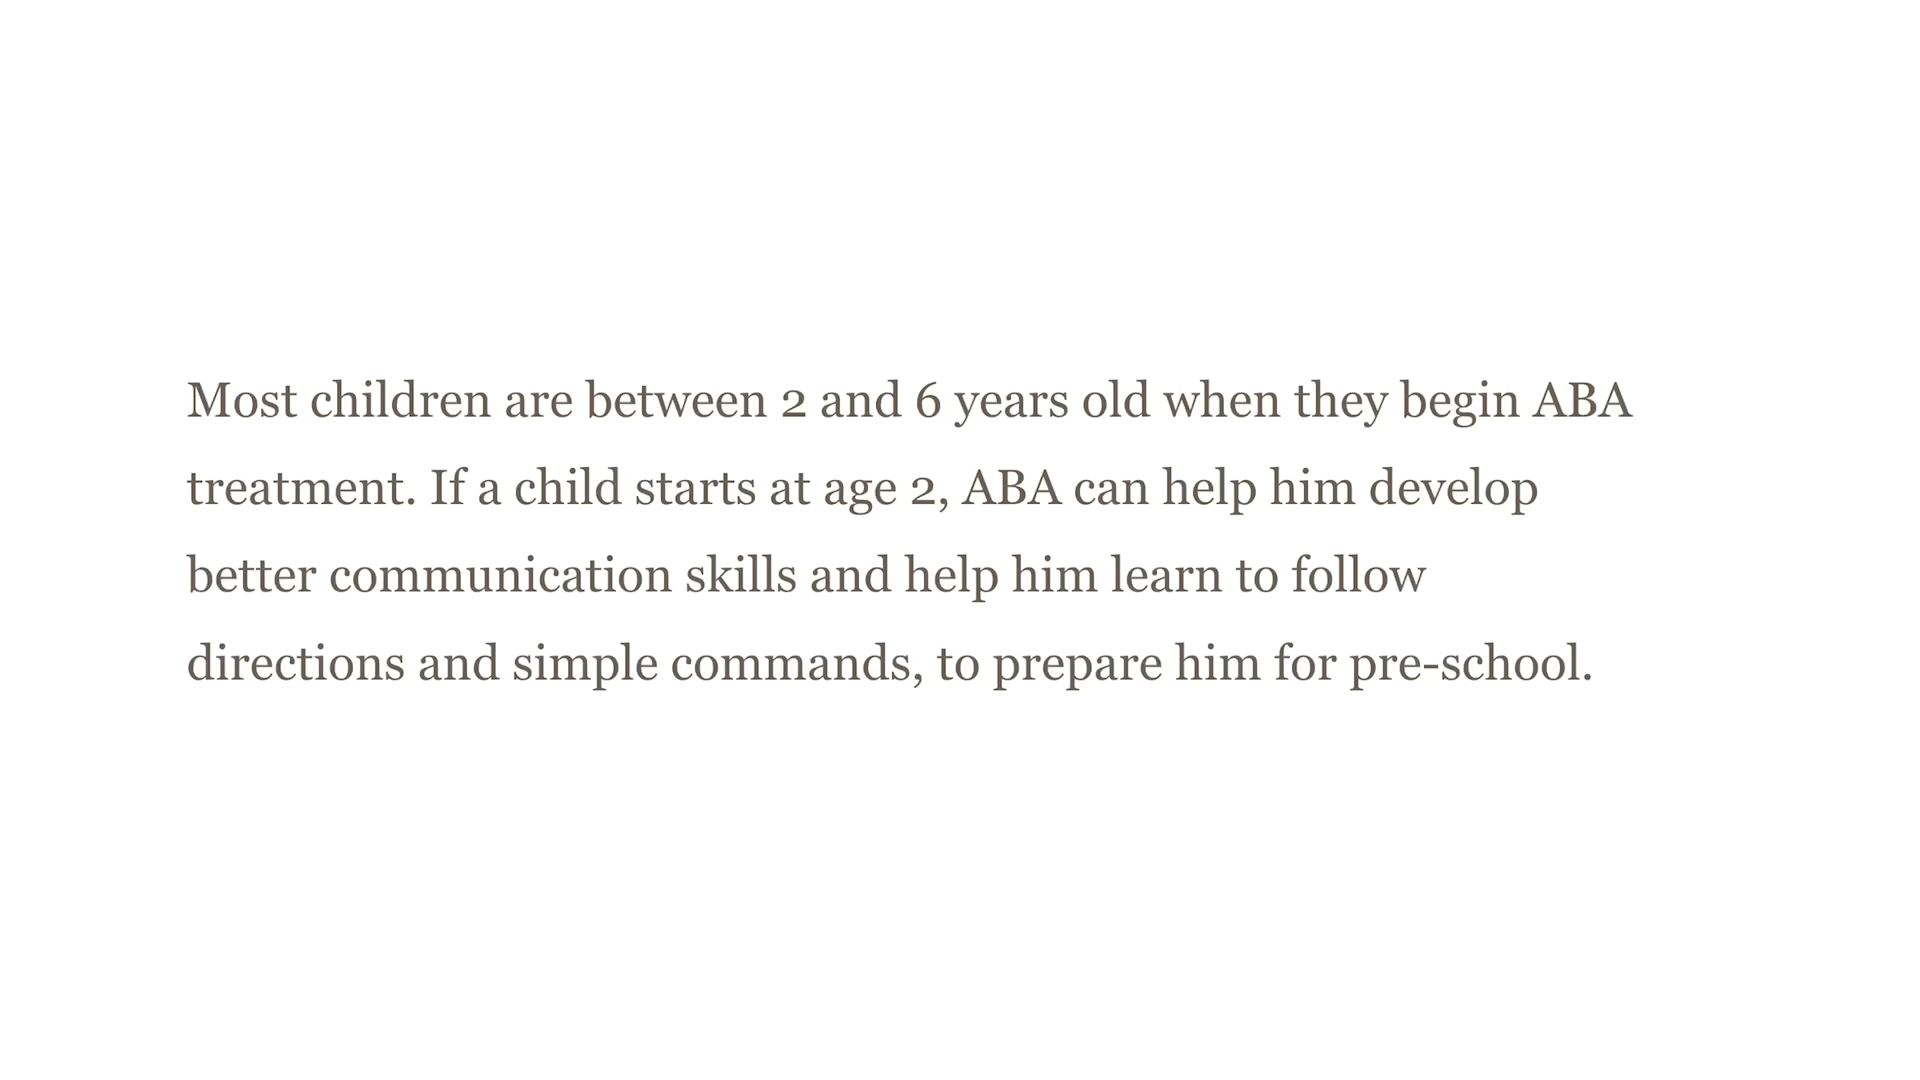 Most children are between 2 and 6 years old when they begin ABA
treatment. If a child starts at age 2, ABA can help him develop
better communication skills and help him learn to follow
directions and simple commands, to prepare him for pre-school.